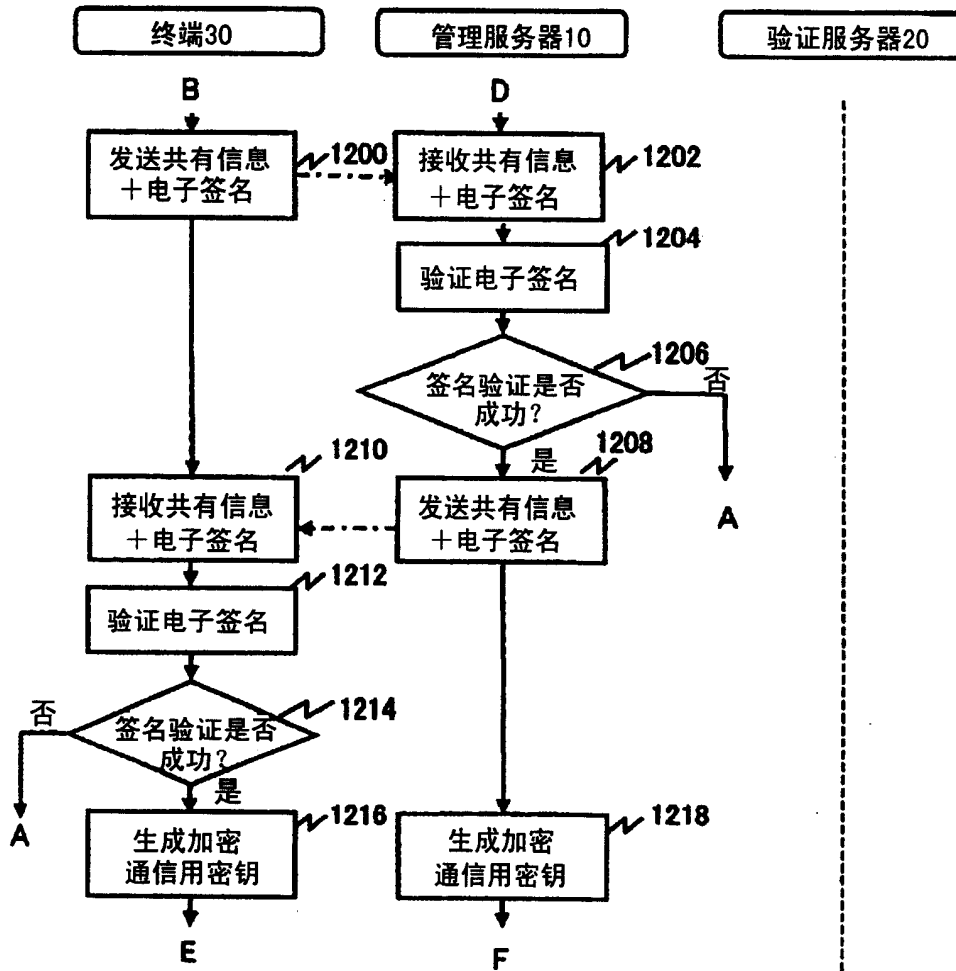 终端30
管理服务器10
验证服务器20
B
D
发送共有信息
＋电子签名
1200
接收共有信息
＋电子签名
1202
1204
验证电子签名
1206
签名验证是否
成功？
否
是
1208
A
1210
接收共有信息
＋电子签名
发送共有信息
＋电子签名
1212
验证电子签名
1214
签名验证是否
成功？
否
是
A
1216
生成加密
通信用密钥
1218
生成加密
通信用密钥
E
F